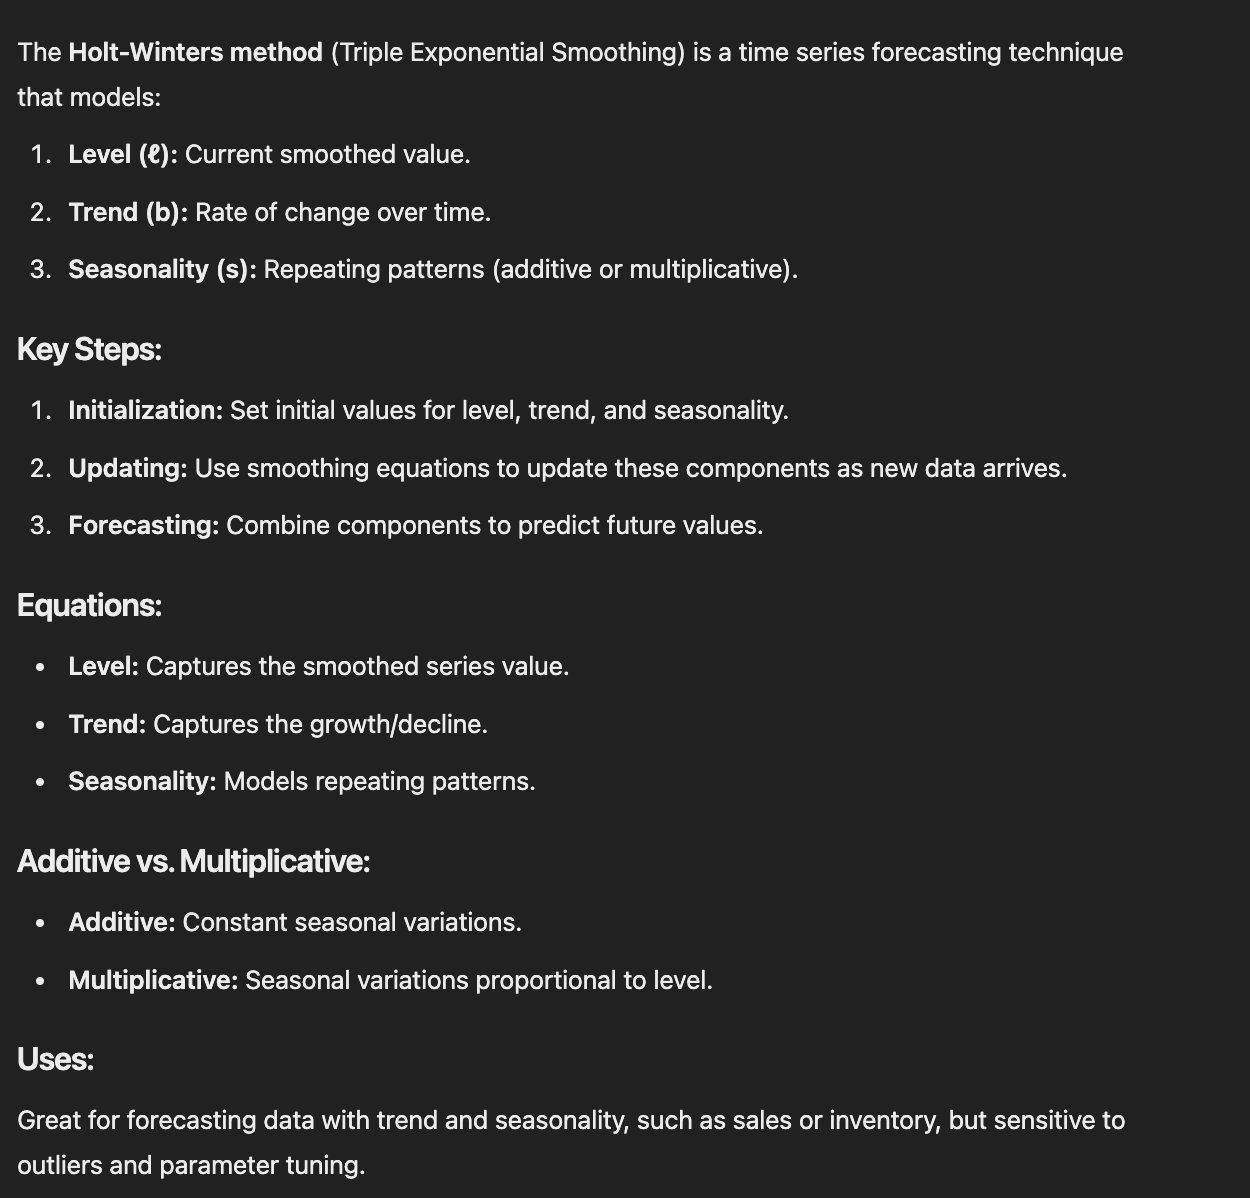 The Holt-Winters method (Triple Exponential Smoothing) is a time series forecasting technique
that models:
1. Level (ℓ): Current smoothed value.
2. Trend (b): Rate of change over time.
3. Seasonality (s): Repeating patterns (additive or multiplicative).
Key Steps:
1. Initialization: Set initial values for level, trend, and seasonality.
2. Updating: Use smoothing equations to update these components as new data arrives.
3. Forecasting: Combine components to predict future values.
Equations:
• Level: Captures the smoothed series value.
• Trend: Captures the growth/decline.
• Seasonality: Models repeating patterns.
Additive vs. Multiplicative:
• Additive: Constant seasonal variations.
• Multiplicative: Seasonal variations proportional to level.
Uses:
Great for forecasting data with trend and seasonality, such as sales or inventory, but sensitive to
outliers and parameter tuning.